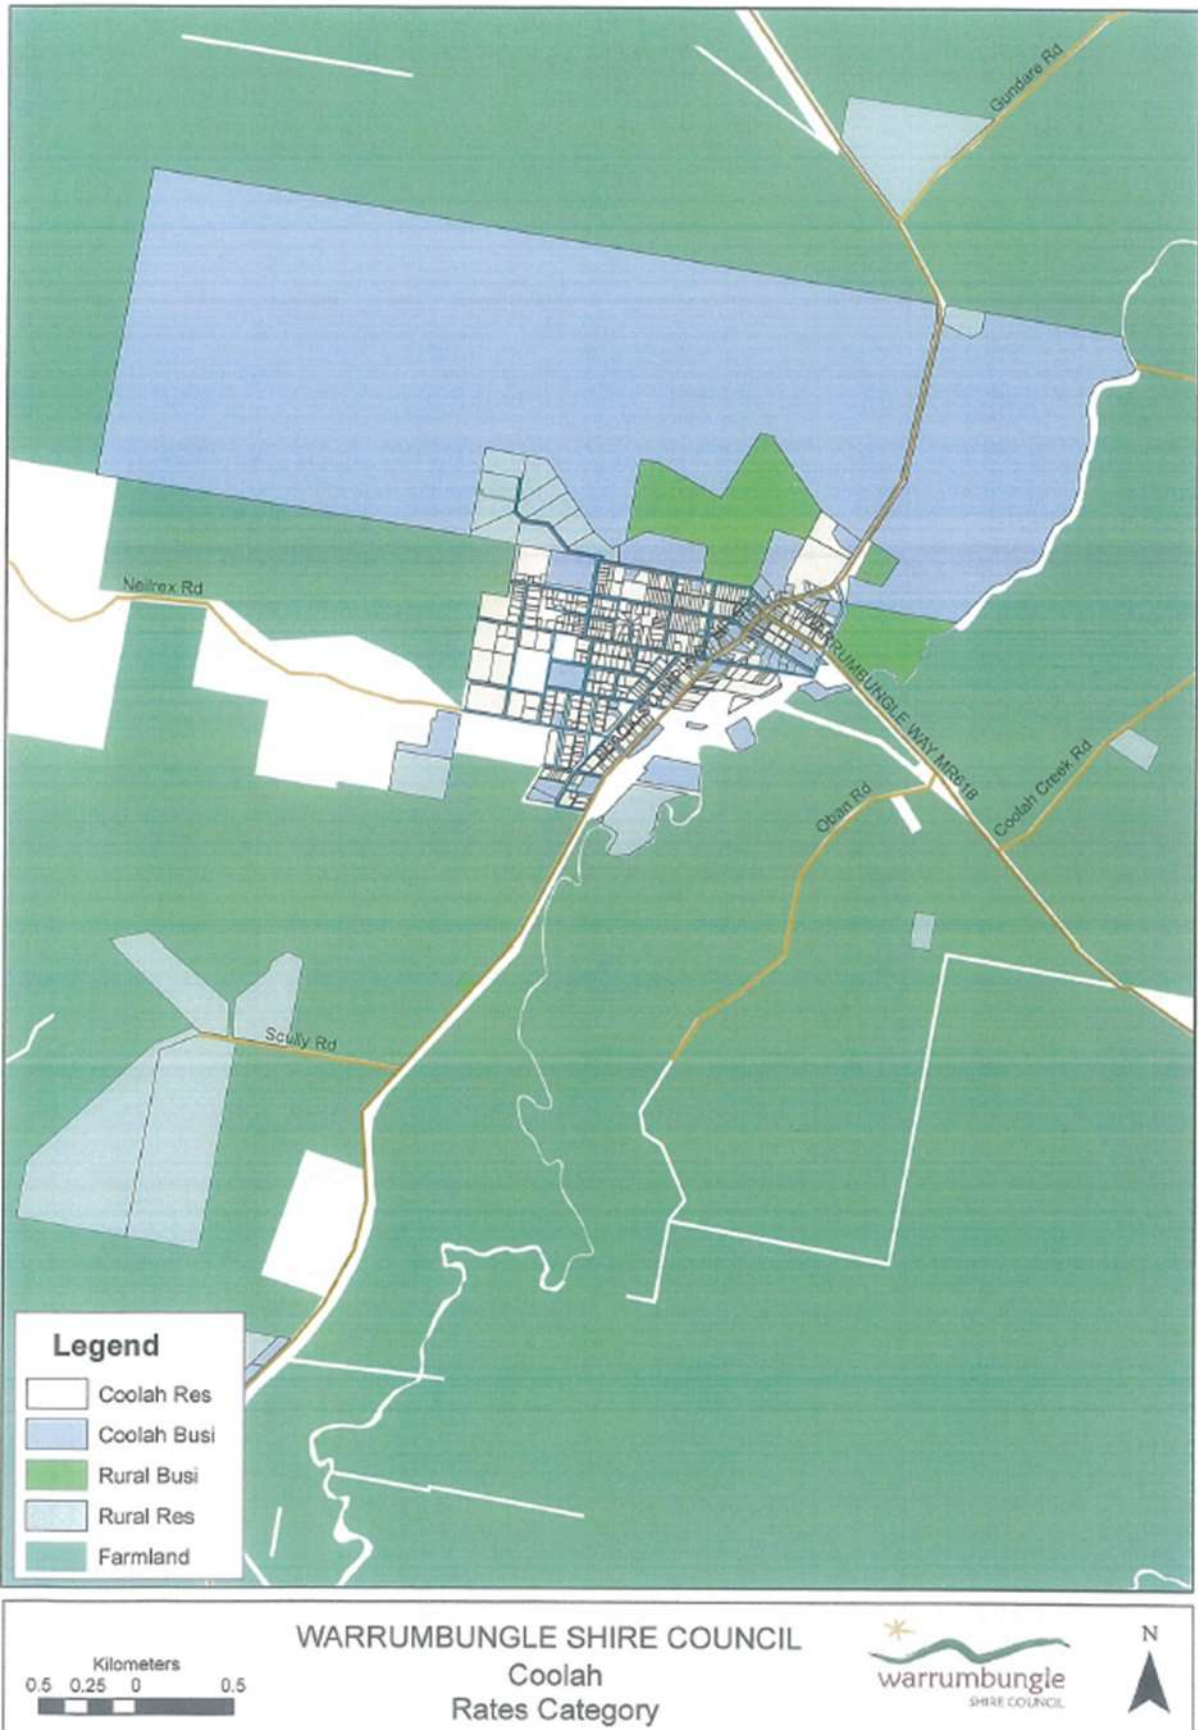 Gundare Rd
Neilrex Rd
WARRUMBUNGLE WAY MR618
Coolah Creek Rd
Oban Rd
Scully Rd
Legend
Coolah Res
Coolah Busi
Rural Busi
Rural Res
Farmland
Kilometers
0.5 0.25 0 0.5
WARRUMBUNGLE SHIRE COUNCIL
Coolah
Rates Category
warrumbungle
SHIRE COUNCIL
N